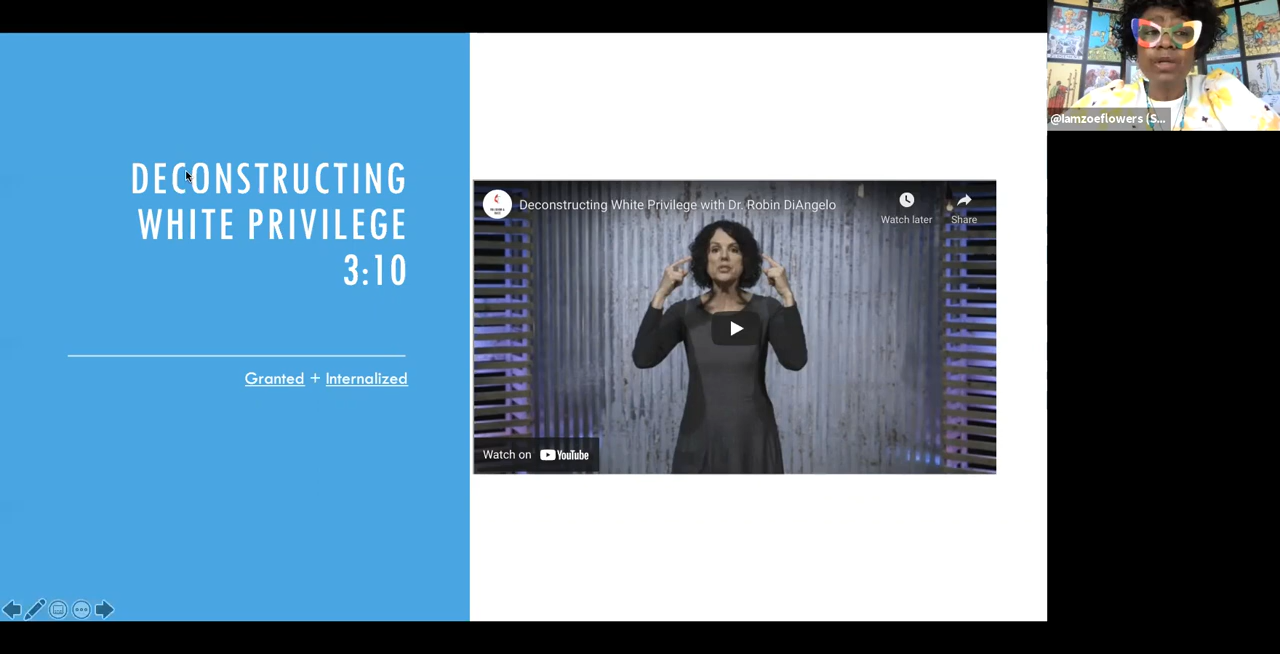 DECONSTRUCTING
WHITE PRIVILEGE
3:10
Granted + Internalized
Deconstructing White Privilege with Dr. Robin DiAngelo
Watch later
Share
Watch on YouTube
@Iamzoeflowers (S...